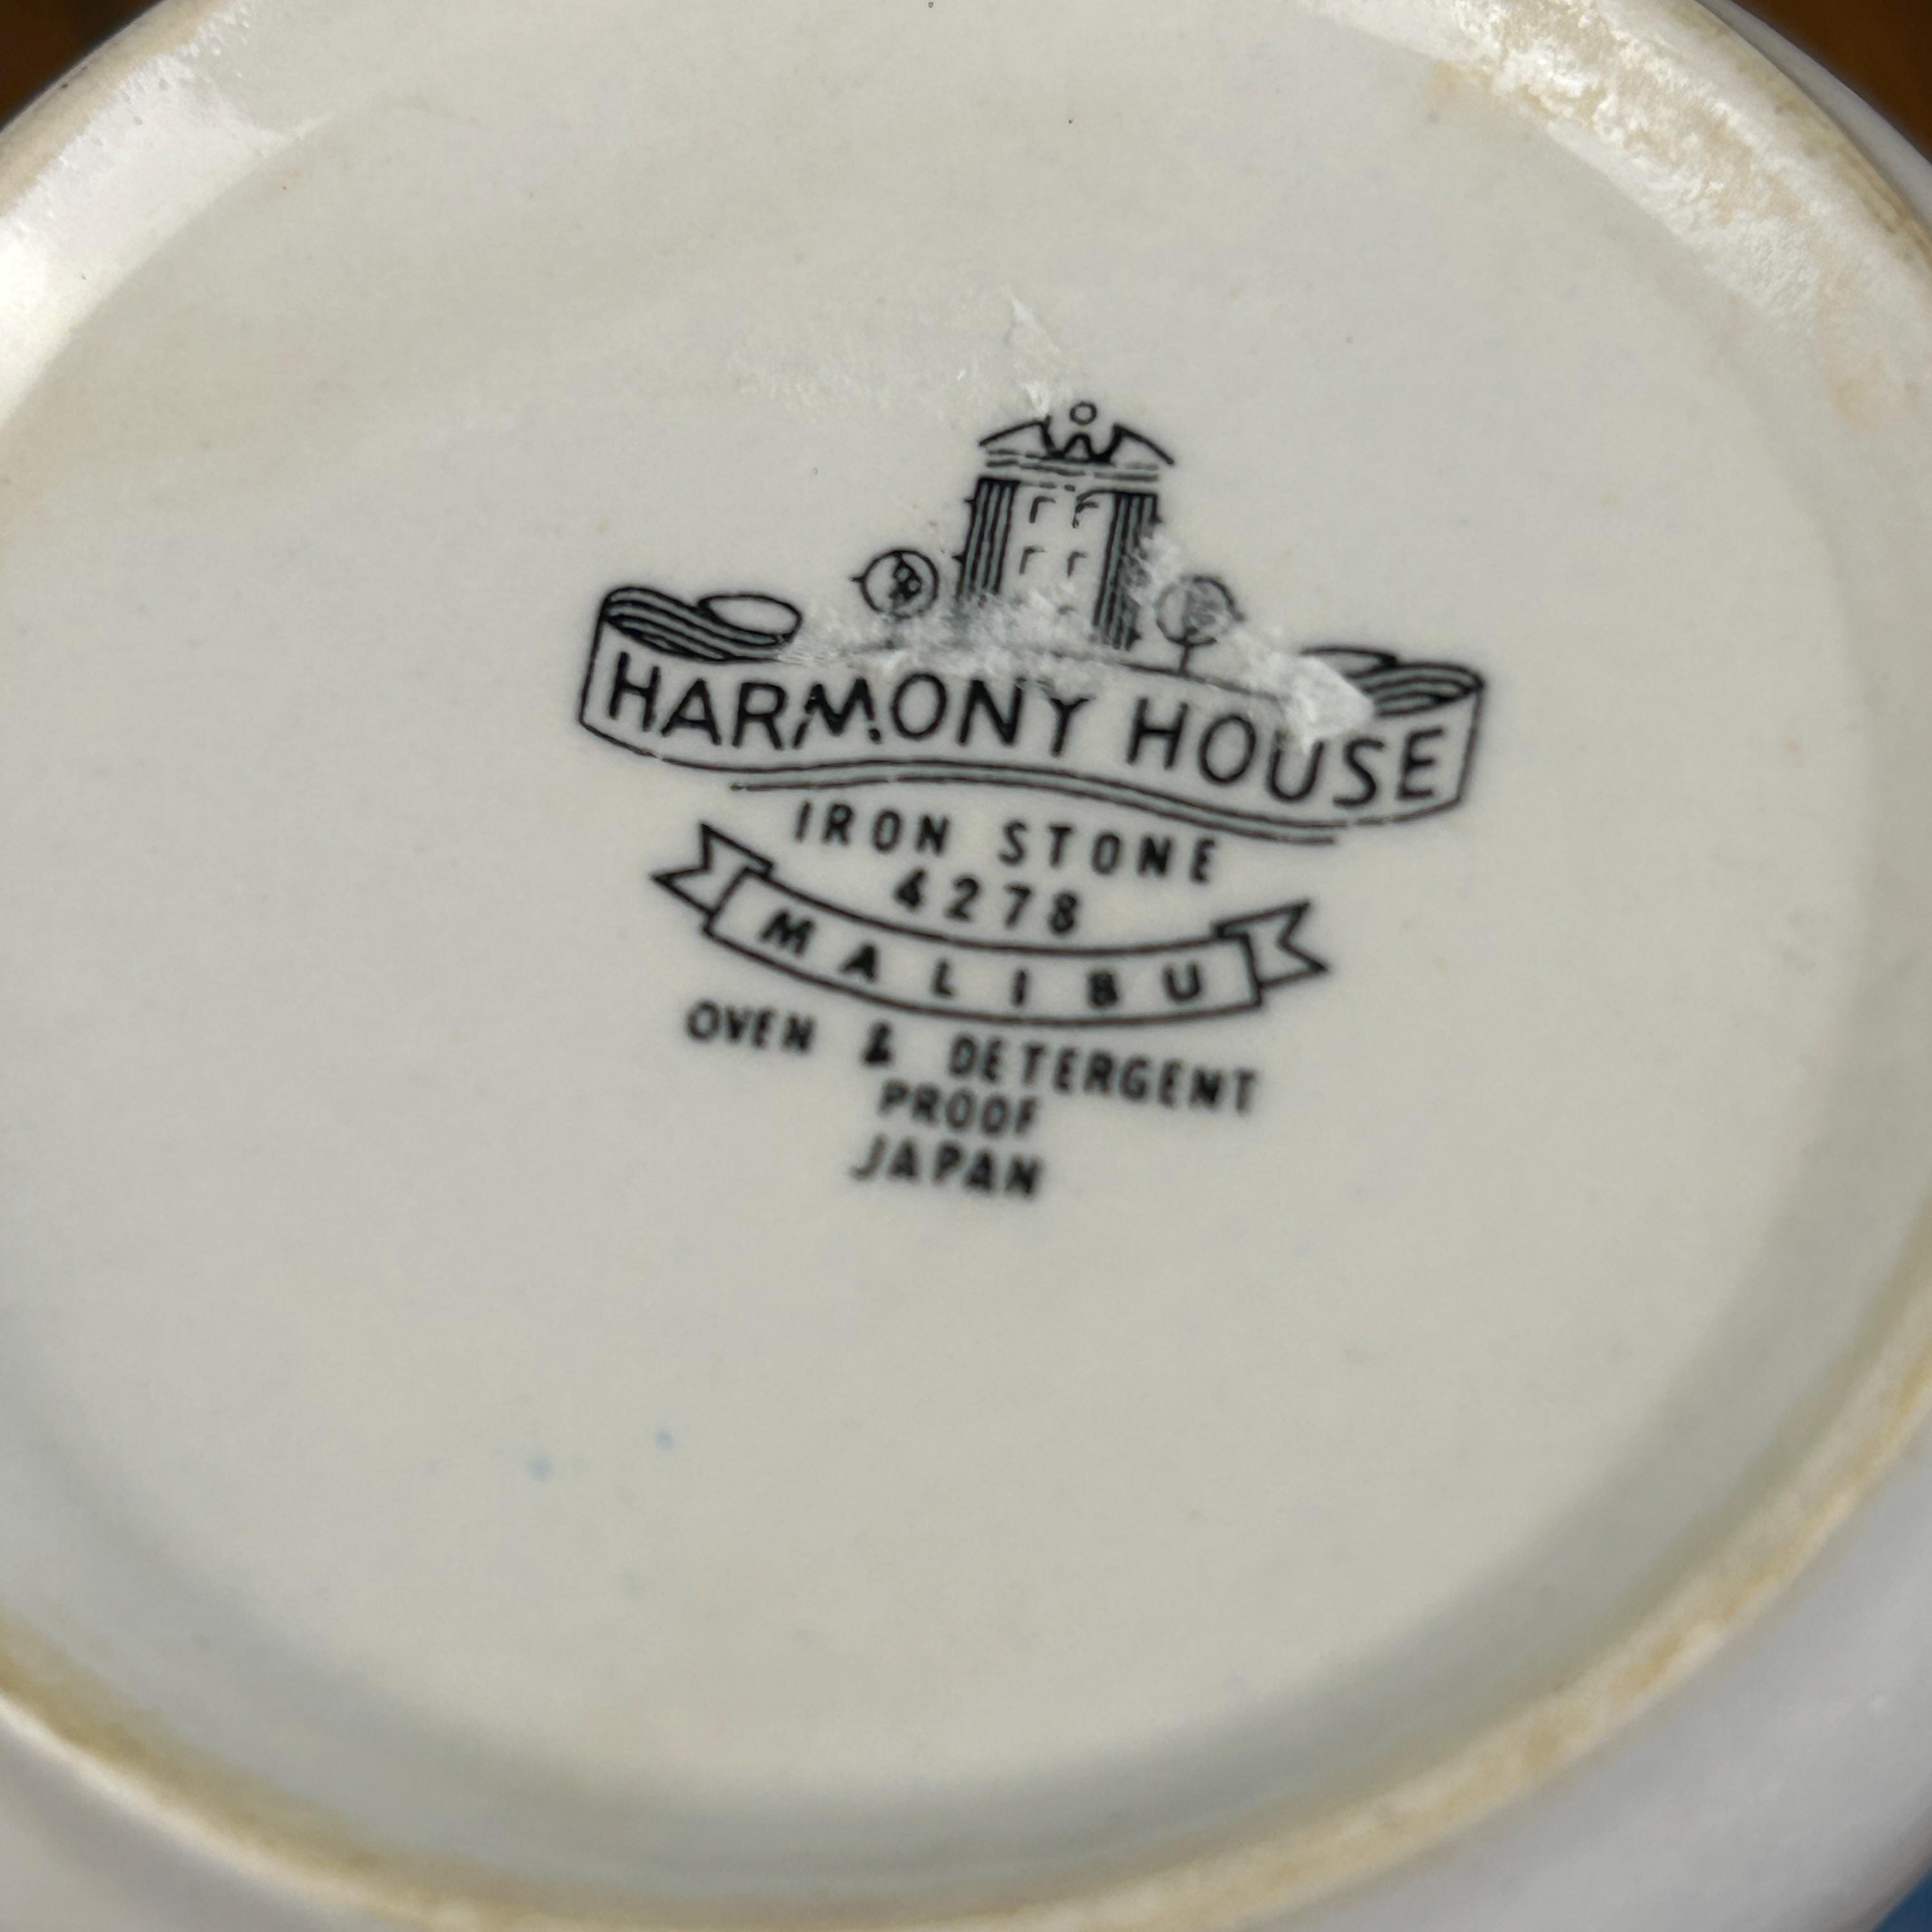 HARMONY HOUSE
IRON STONE
4278
MALIBU
OVEN & DETERGENT
PROOF
JAPAN